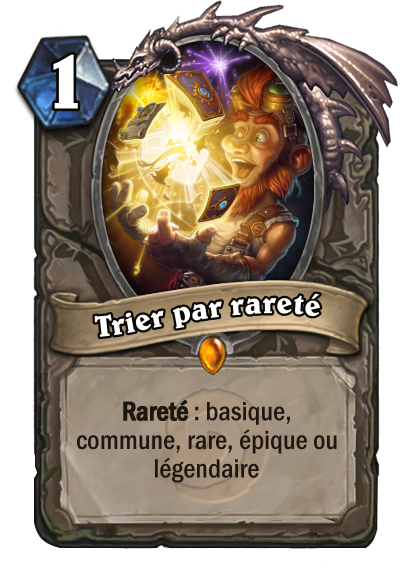 1
Trier par rareté
Rareté : basique,
commune, rare, épique ou
légendaire